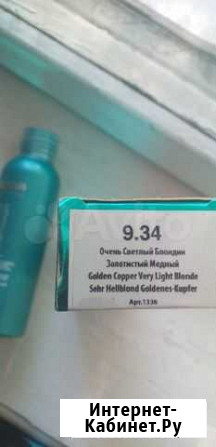 9.34
Очень Светлый Блондин
Золотистый Медный
Golden Copper Very Light Blonde
Sehr Hellblond Goldenes-Kupfer
Арт.1336
Avito
Интернет-
Кабинет.Ру